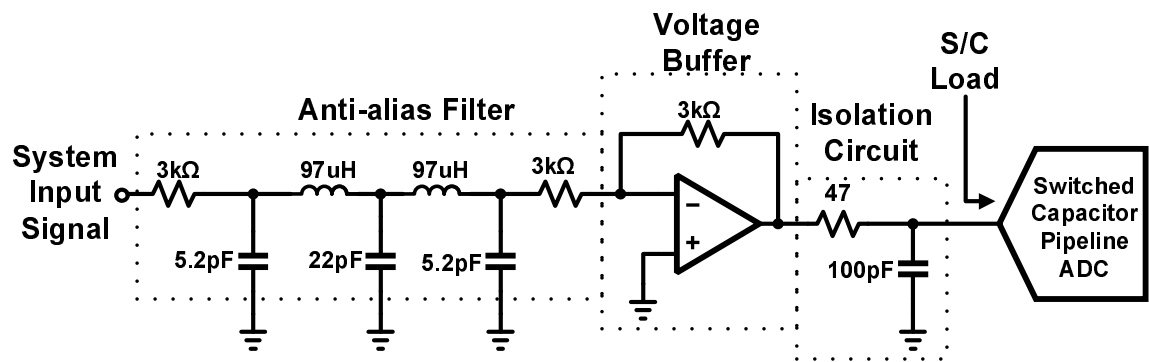 Voltage
Buffer
S/C
Load
Anti-alias Filter
3kΩ
Isolation
Circuit
System
Input
Signal
3kΩ
97uH
97uH
3kΩ
47
−
+
Switched
Capacitor
Pipeline
ADC
5.2pF
22pF
5.2pF
100pF